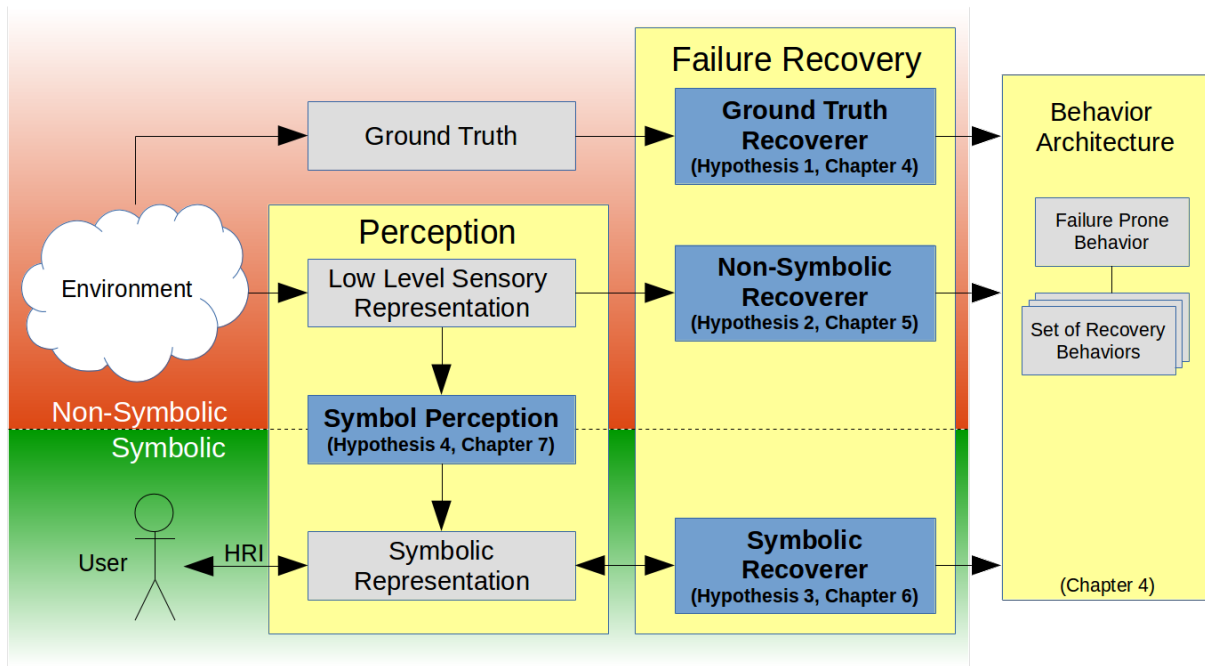 Failure Recovery
Ground Truth
Ground Truth
Recoverer
(Hypothesis 1, Chapter 4)
Behavior
Architecture
Perception
Environment
Low Level Sensory
Representation
Non-Symbolic
Recoverer
(Hypothesis 2, Chapter 5)
Failure Prone
Behavior
Set of Recovery
Behaviors
Non-Symbolic
Symbolic
Symbol Perception
(Hypothesis 4, Chapter 7)
User
HRI
Symbolic
Representation
Symbolic
Recoverer
(Hypothesis 3, Chapter 6)
(Chapter 4)